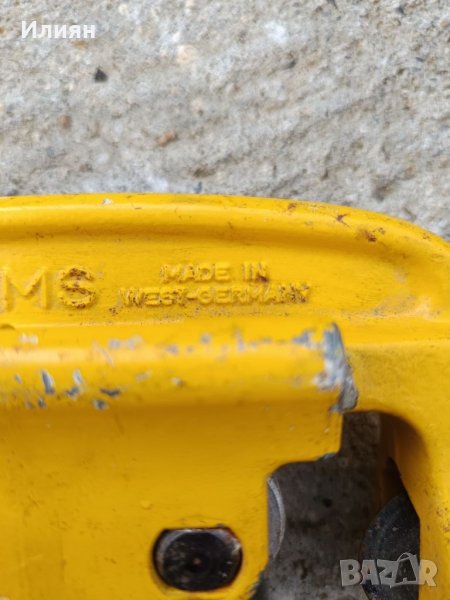 Илиян
MS
MADE IN
WEST-GERMANY
BAZAR